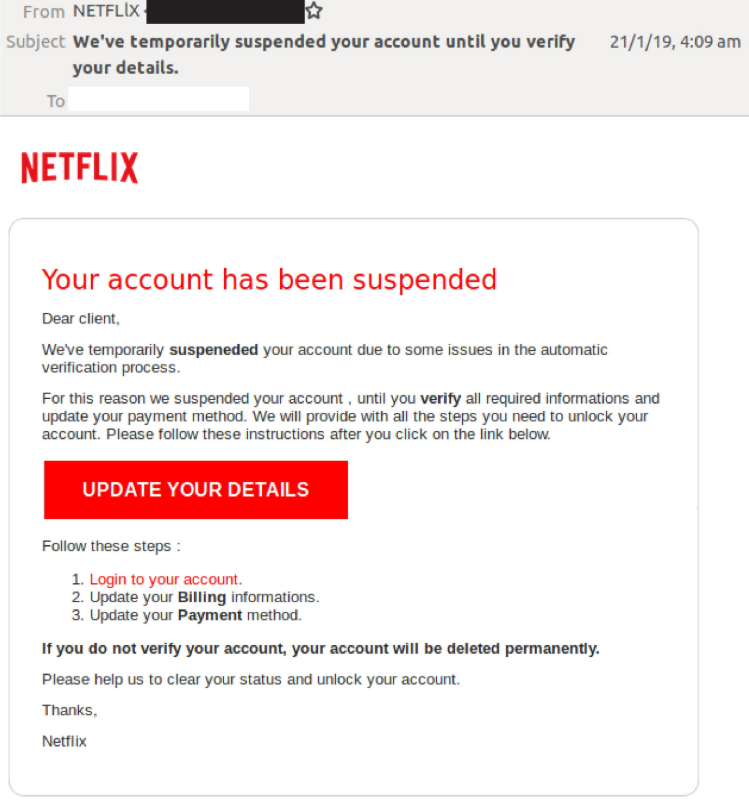 From NETFLlX
Subject We've temporarily suspended your account until you verify 21/1/19, 4:09 am
your details.
To
NETFLIX
Your account has been suspended
Dear client,
We've temporarily suspeneded your account due to some issues in the automatic
verification process.
For this reason we suspended your account , until you verify all required informations and
update your payment method. We will provide with all the steps you need to unlock your
account. Please follow these instructions after you click on the link below.
UPDATE YOUR DETAILS
Follow these steps :
1. Login to your account.
2. Update your Billing informations.
3. Update your Payment method.
If you do not verify your account, your account will be deleted permanently.
Please help us to clear your status and unlock your account.
Thanks,
Netflix